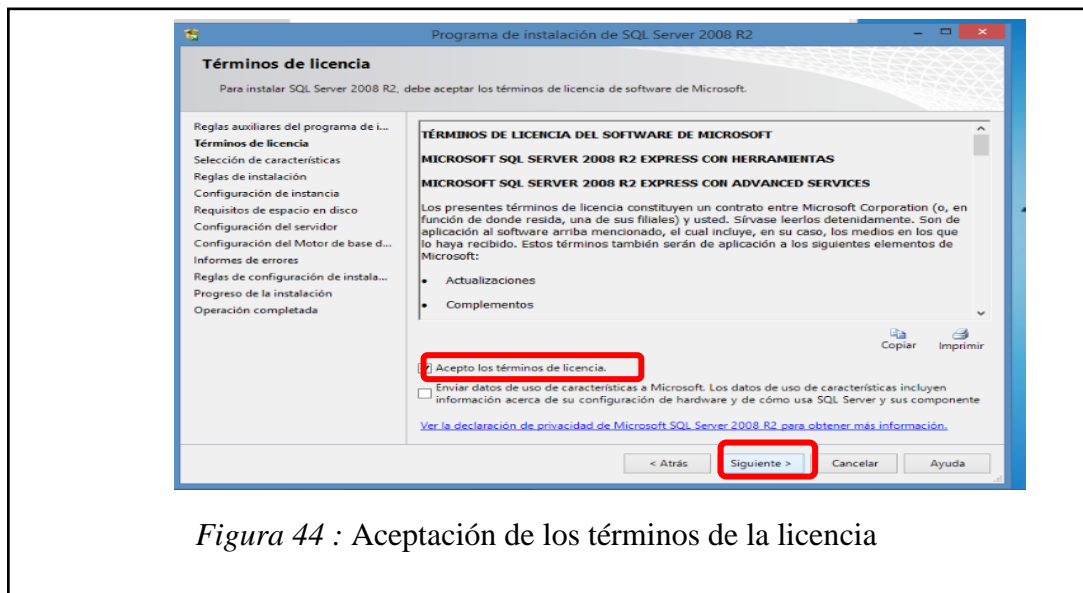 Programa de instalación de SQL Server 2008 R2
Términos de licencia
Para instalar SQL Server 2008 R2, debe aceptar los términos de licencia de software de Microsoft.
Reglas auxiliares del programa de i...
Términos de licencia
Selección de características
Reglas de instalación
Configuración de instancia
Requisitos de espacio en disco
Configuración del servidor
Configuración del Motor de base d...
Informes de errores
Reglas de configuración de instala...
Progreso de la instalación
Operación completada
TÉRMINOS DE LICENCIA DEL SOFTWARE DE MICROSOFT
MICROSOFT SQL SERVER 2008 R2 EXPRESS CON HERRAMIENTAS
MICROSOFT SQL SERVER 2008 R2 EXPRESS CON ADVANCED SERVICES
Los presentes términos de licencia constituyen un contrato entre Microsoft Corporation (o, en
función de donde resida, una de sus filiales) y usted. Sírvase leerlos detenidamente. Son de
aplicación al software arriba mencionado, el cual incluye, en su caso, los medios en los que
lo haya recibido. Estos términos también serán de aplicación a los siguientes elementos de
Microsoft:
• Actualizaciones
• Complementos
Copiar Imprimir
Acepto los términos de licencia.
Enviar datos de uso de características a Microsoft. Los datos de uso de características incluyen
información acerca de su configuración de hardware y de cómo usa SQL Server y sus componente
Ver la declaración de privacidad de Microsoft SQL Server 2008 R2 para obtener más información.
< Atrás Siguiente > Cancelar Ayuda
Figura 44 : Aceptación de los términos de la licencia